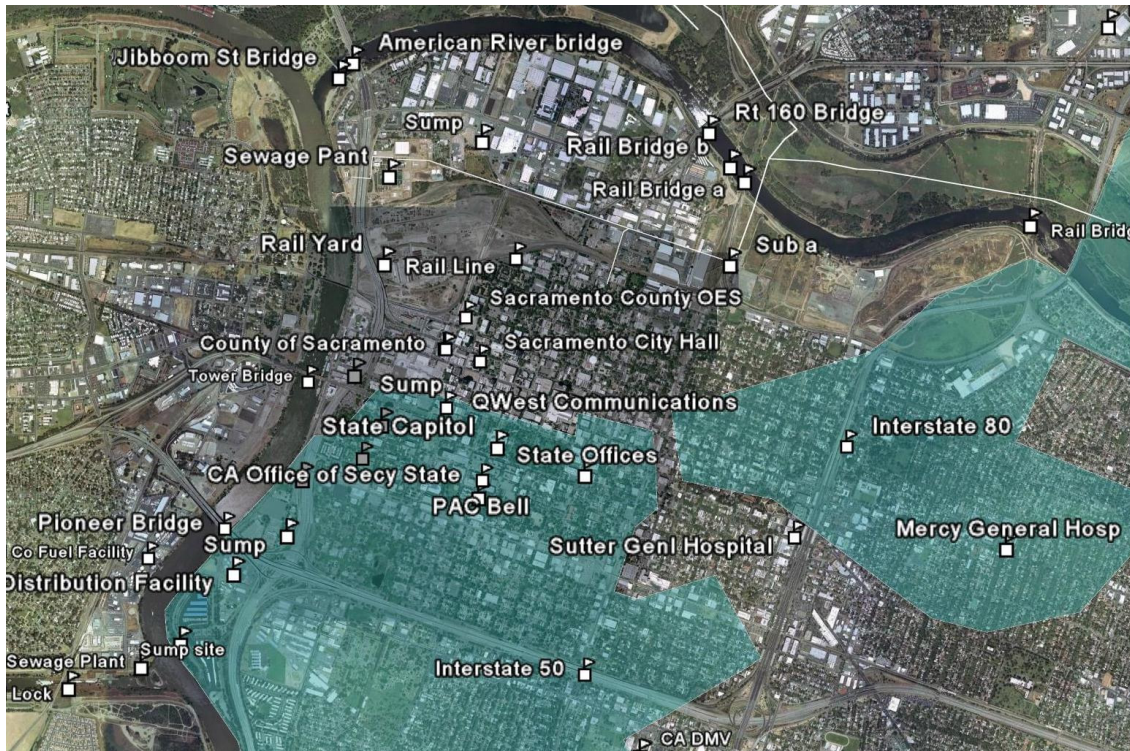 American River bridge
Jibboom St Bridge
Rt 160 Bridge
Sump
Rail Bridge b
Sewage Pant
Rail Bridge a
Rail Bridg
Rail Yard
Sub a
Rail Line
Sacramento County OES
County of Sacramento
Sacramento City Hall
Tower Bridge
Sump
QWest Communications
State Capitol
Interstate 80
State Offices
CA Office of Secy State
PAC Bell
Pioneer Bridge
Mercy General Hosp
Sump
Sutter Genl Hospital
Co Fuel Facility
Distribution Facility
Sump site
Sewage Plant
Interstate 50
Lock
CA DMV